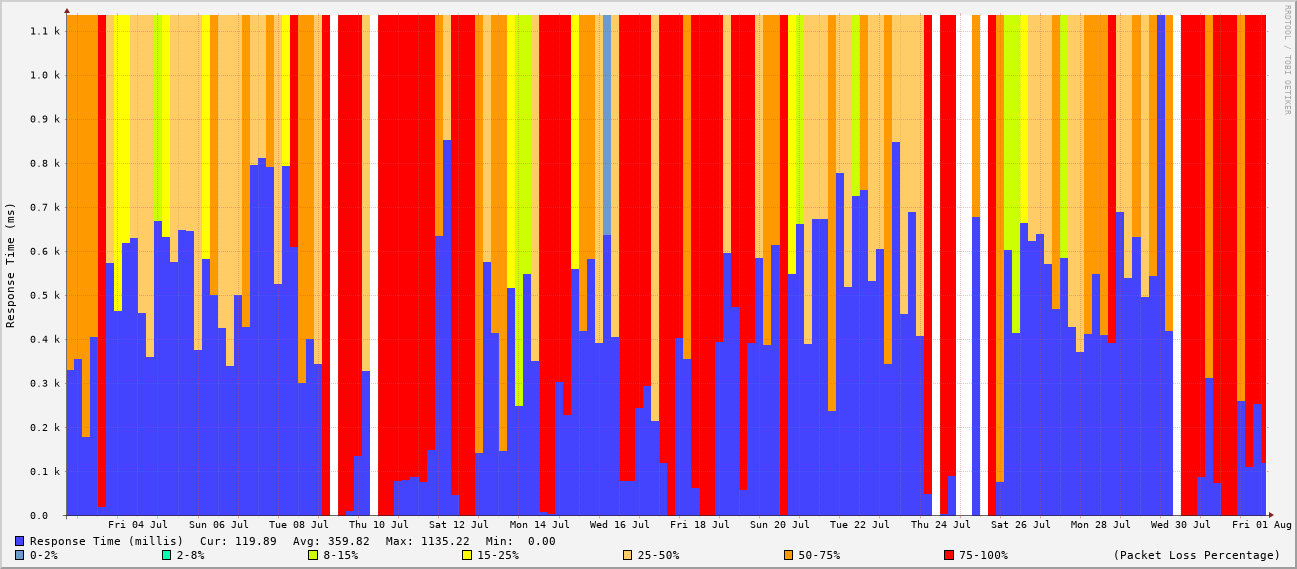 RRDTOOL / TOBI OETIKER
Response Time (ms)
1.1 k
1.0 k
0.9 k
0.8 k
0.7 k
0.6 k
0.5 k
0.4 k
0.3 k
0.2 k
0.1 k
0.0
Fri 04 Jul Sun 06 Jul Tue 08 Jul Thu 10 Jul Sat 12 Jul Mon 14 Jul Wed 16 Jul Fri 18 Jul Sun 20 Jul Tue 22 Jul Thu 24 Jul Sat 26 Jul Mon 28 Jul Wed 30 Jul Fri 01 Aug
Response Time (millis) Cur: 119.89 Avg: 359.82 Max: 1135.22 Min: 0.00
0-2% 2-8% 8-15% 15-25% 25-50% 50-75% 75-100% (Packet Loss Percentage)